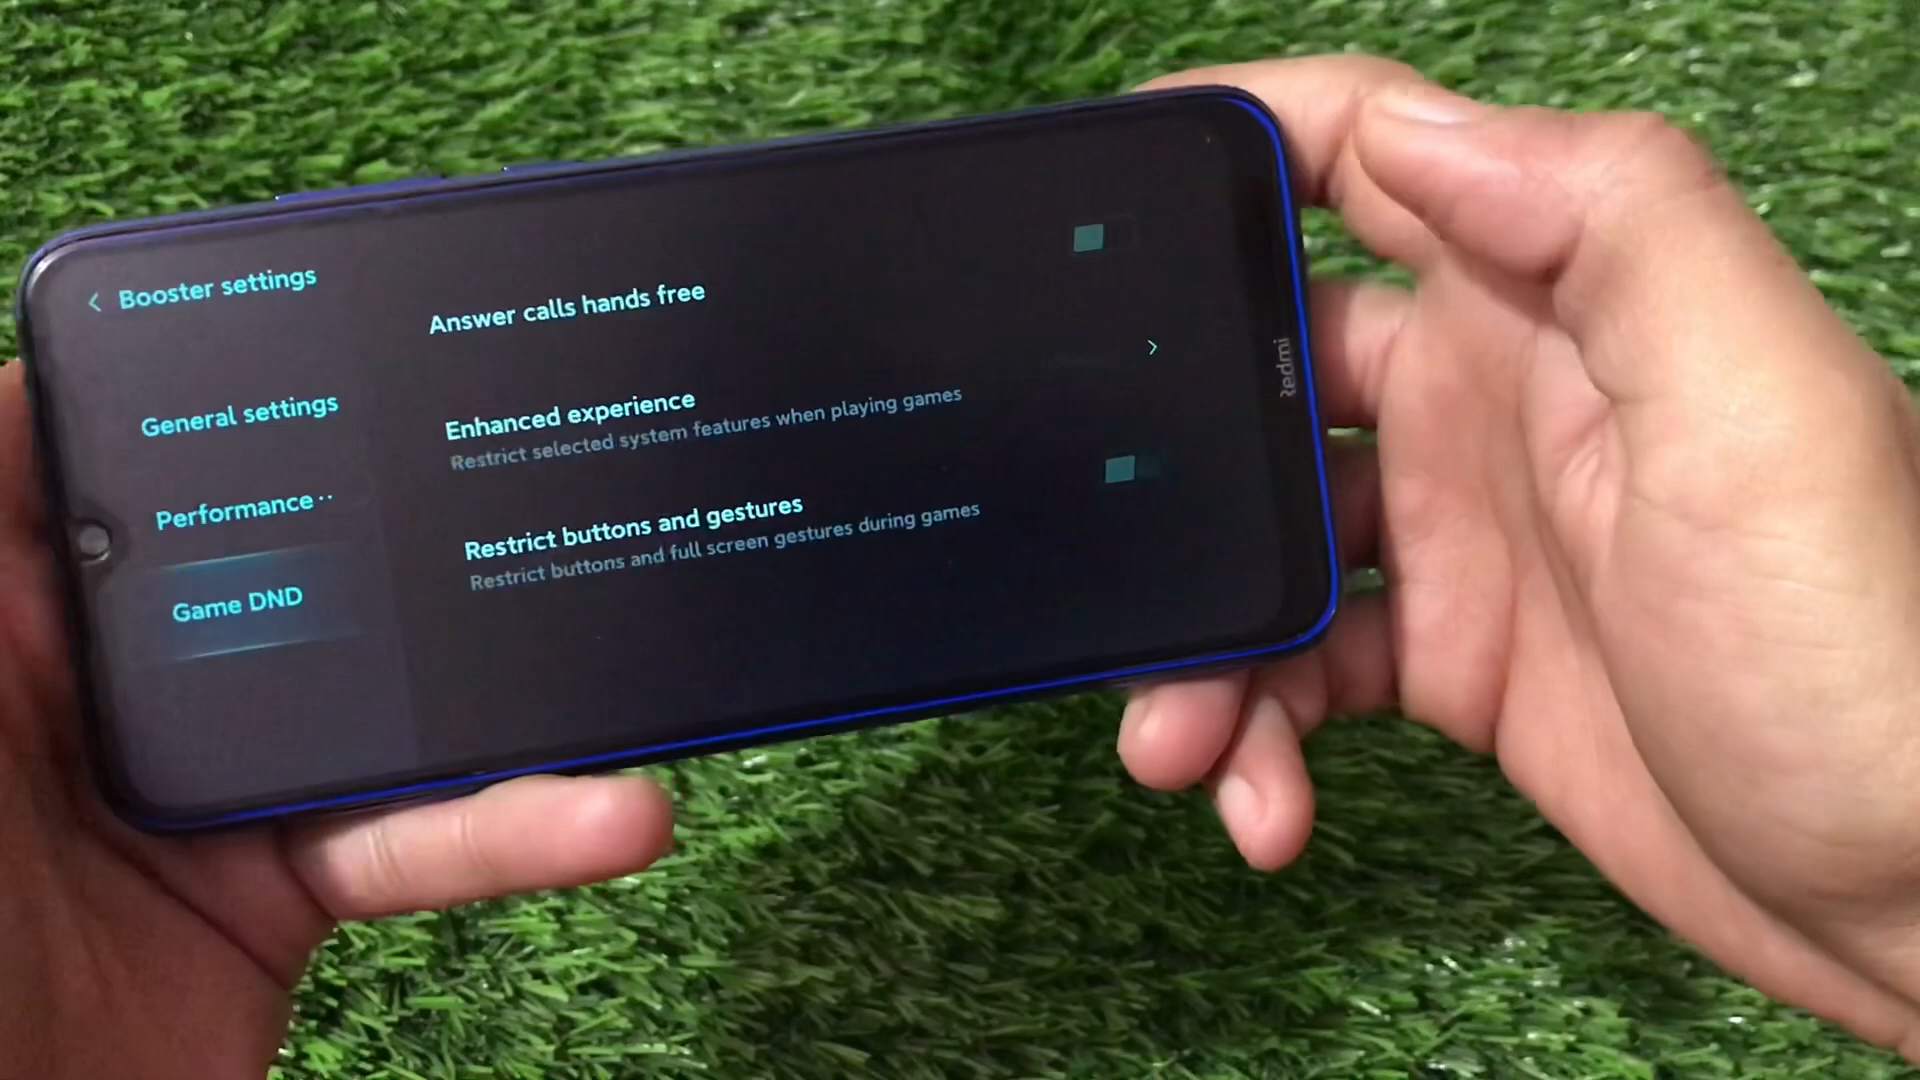 Booster settings
General settings
Performance··
Game DND
Answer calls hands free
Enhanced experience
Restrict selected system features when playing games
Restrict buttons and gestures
Restrict buttons and full screen gestures during games
Redmi